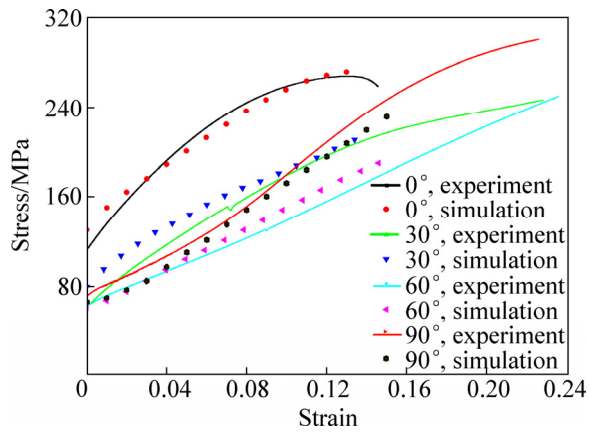 320
240
160
80
0
Stress/MPa
0°, experiment
0°, simulation
30°, experiment
30°, simulation
60°, experiment
60°, simulation
90°, experiment
90°, simulation
0 0.04 0.08 0.12 0.16 0.20 0.24
Strain